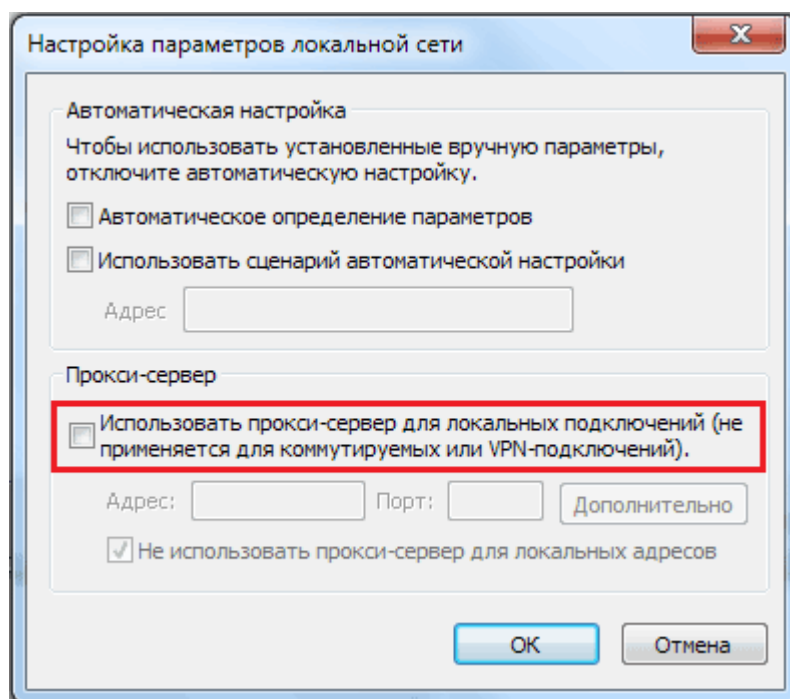 Настройка параметров локальной сети
Автоматическая настройка
Чтобы использовать установленные вручную параметры,
отключите автоматическую настройку.
Автоматическое определение параметров
Использовать сценарий автоматической настройки
Адрес
Прокси-сервер
Использовать прокси-сервер для локальных подключений (не
применяется для коммутируемых или VPN-подключений).
Адрес: Порт: Дополнительно
Не использовать прокси-сервер для локальных адресов
ОК Отмена